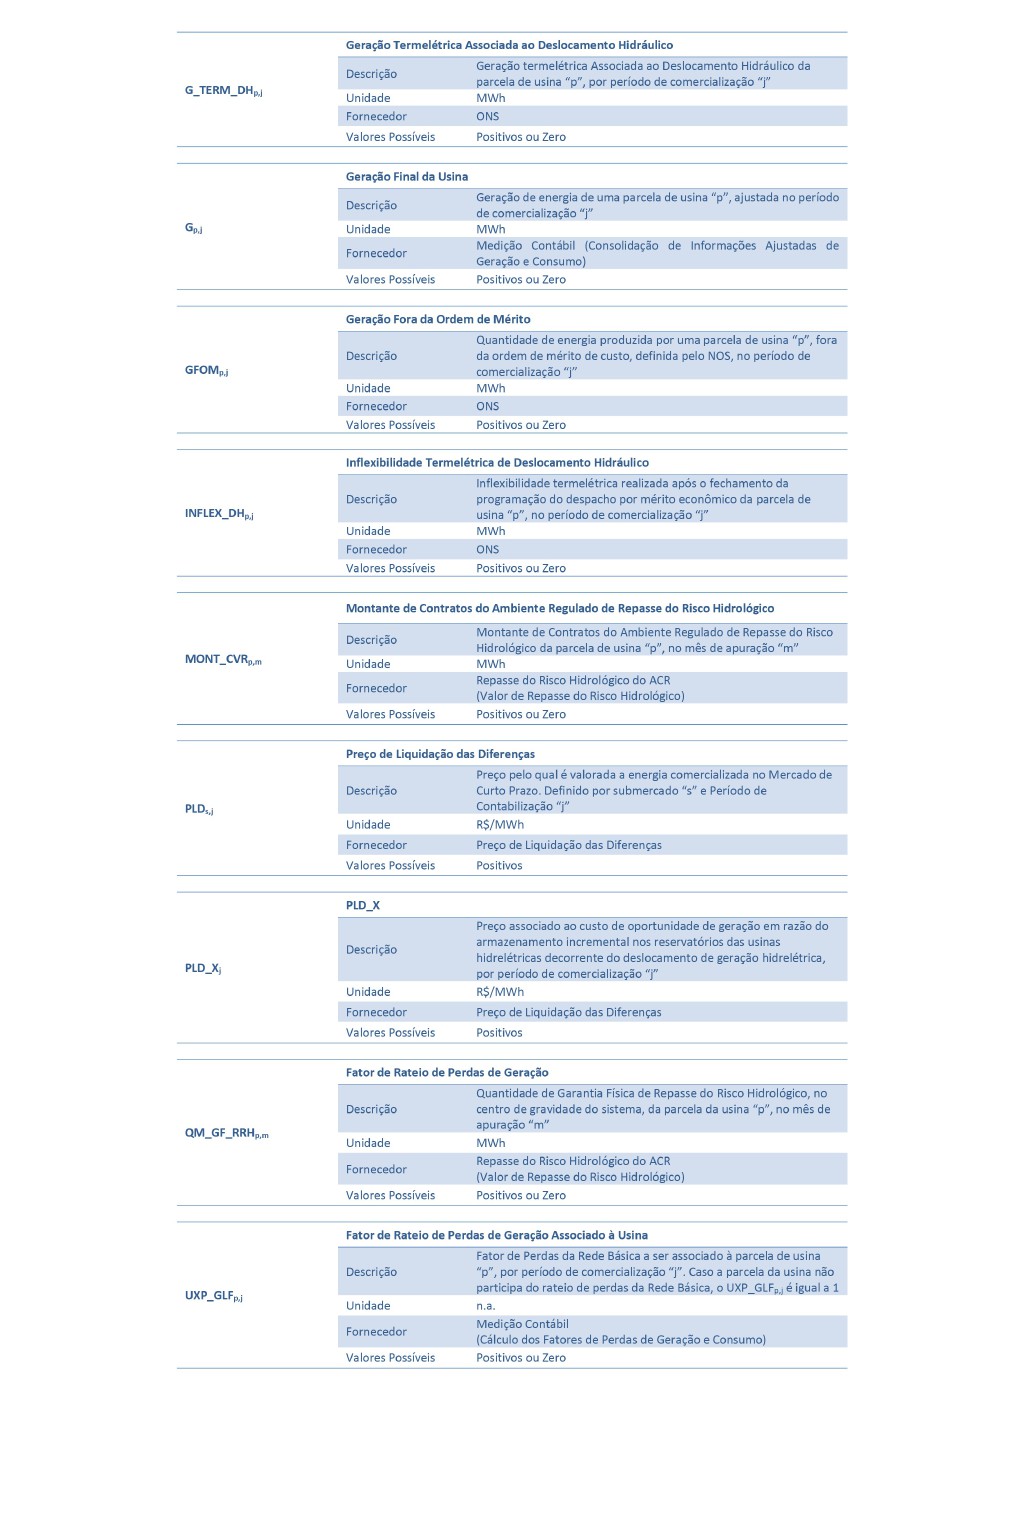 G_TERM_DHp,j
Geração Termelétrica Associada ao Deslocamento Hidráulico
Descrição
Geração termelétrica Associada ao Deslocamento Hidráulico da
parcela de usina “p”, por período de comercialização “j”
Unidade
MWh
Fornecedor
ONS
Valores Possíveis
Positivos ou Zero
Gp,j
Geração Final da Usina
Descrição
Geração de energia de uma parcela de usina “p”, ajustada no período
de comercialização “j”
Unidade
MWh
Fornecedor
Medição Contábil (Consolidação de Informações Ajustadas de
Geração e Consumo)
Valores Possíveis
Positivos ou Zero
GFOMp,j
Geração Fora da Ordem de Mérito
Descrição
Quantidade de energia produzida por uma parcela de usina “p”, fora
da ordem de mérito de custo, definida pelo NOS, no período de
comercialização “j”
Unidade
MWh
Fornecedor
ONS
Valores Possíveis
Positivos ou Zero
INFLEX_DHp,j
Inflexibilidade Termelétrica de Deslocamento Hidráulico
Descrição
Inflexibilidade termelétrica realizada após o fechamento da
programação do despacho por mérito econômico da parcela de
usina “p”, no período de comercialização “j”
Unidade
MWh
Fornecedor
ONS
Valores Possíveis
Positivos ou Zero
MONT_CVRp,m
Montante de Contratos do Ambiente Regulado de Repasse do Risco Hidrológico
Descrição
Montante de Contratos do Ambiente Regulado de Repasse do Risco
Hidrológico da parcela de usina “p”, no mês de apuração “m”
Unidade
MWh
Fornecedor
Repasse do Risco Hidrológico do ACR
(Valor de Repasse do Risco Hidrológico)
Valores Possíveis
Positivos ou Zero
PLDs,j
Preço de Liquidação das Diferenças
Descrição
Preço pelo qual é valorada a energia comercializada no Mercado de
Curto Prazo. Definido por submercado “s” e Período de
Contabilização “j”
Unidade
R$/MWh
Fornecedor
Preço de Liquidação das Diferenças
Valores Possíveis
Positivos
PLD_Xj
PLD_X
Descrição
Preço associado ao custo de oportunidade de geração em razão do
armazenamento incremental nos reservatórios das usinas
hidrelétricas decorrente do deslocamento de geração hidrelétrica,
por período de comercialização “j”
Unidade
R$/MWh
Fornecedor
Preço de Liquidação das Diferenças
Valores Possíveis
Positivos
QM_GF_RRHp,m
Fator de Rateio de Perdas de Geração
Descrição
Quantidade de Garantia Física de Repasse do Risco Hidrológico, no
centro de gravidade do sistema, da parcela da usina “p”, no mês de
apuração “m”
Unidade
MWh
Fornecedor
Repasse do Risco Hidrológico do ACR
(Valor de Repasse do Risco Hidrológico)
Valores Possíveis
Positivos ou Zero
UXP_GLFp,j
Fator de Rateio de Perdas de Geração Associado à Usina
Descrição
Fator de Perdas da Rede Básica a ser associado à parcela de usina
“p”, por período de comercialização “j”. Caso a parcela da usina não
participa do rateio de perdas da Rede Básica, o UXP_GLFp,j é igual a 1
Unidade
n.a.
Fornecedor
Medição Contábil
(Cálculo dos Fatores de Perdas de Geração e Consumo)
Valores Possíveis
Positivos ou Zero